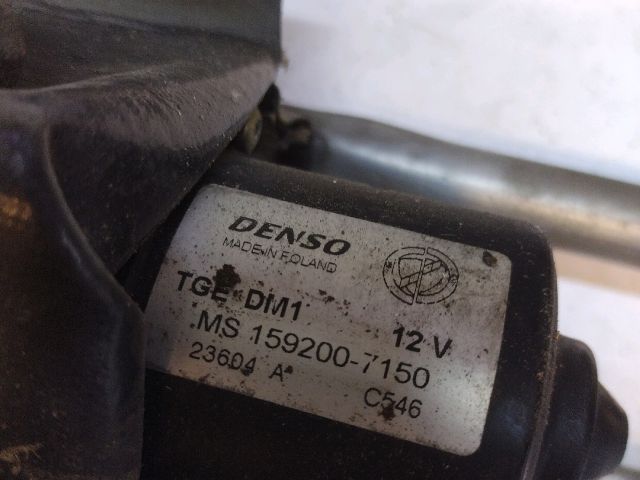 DENSO
MADE IN POLAND
TGE DM1
12 V
MS 159200-7150
23604 A
C546